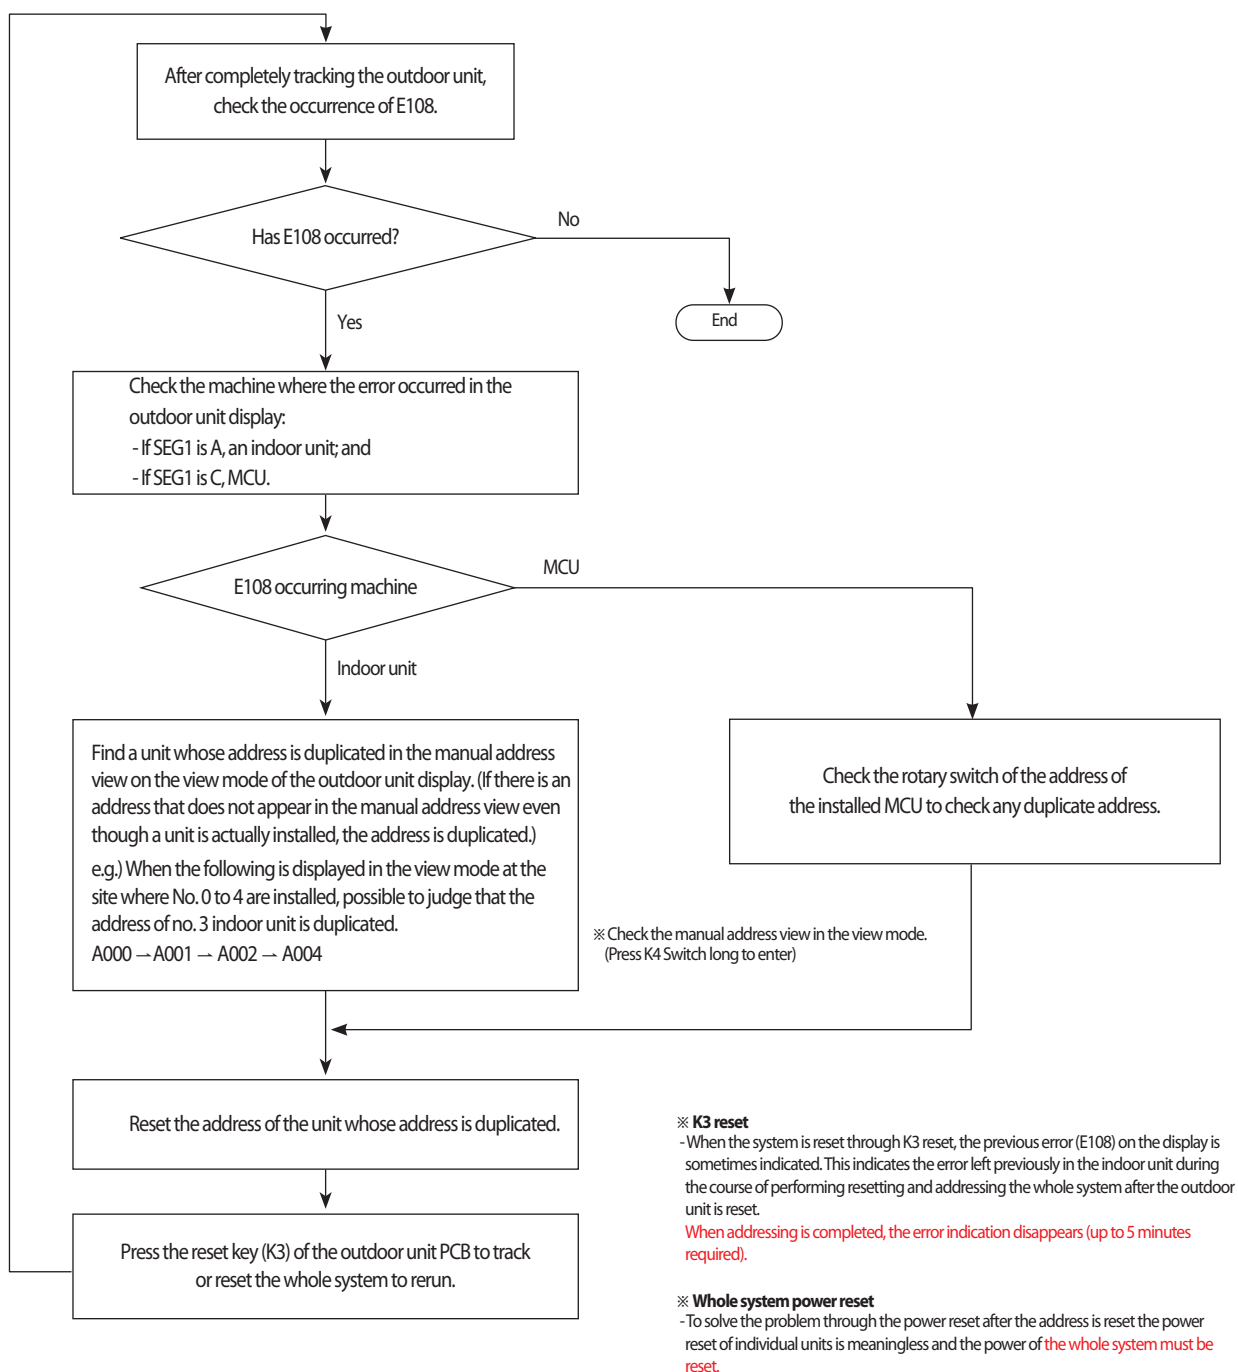 After completely tracking the outdoor unit,
check the occurrence of E108.
Has E108 occurred?
No
End
Yes
Check the machine where the error occurred in the
outdoor unit display:
- If SEG1 is A, an indoor unit; and
- If SEG1 is C, MCU.
E108 occurring machine
MCU
Indoor unit
Find a unit whose address is duplicated in the manual address
view on the view mode of the outdoor unit display. (If there is an
address that does not appear in the manual address view even
though a unit is actually installed, the address is duplicated.)
e.g.) When the following is displayed in the view mode at the
site where No. 0 to 4 are installed, possible to judge that the
address of no. 3 indoor unit is duplicated.
A000 → A001 → A002 → A004
Check the rotary switch of the address of
the installed MCU to check any duplicate address.
※ Check the manual address view in the view mode.
(Press K4 Switch long to enter)
Reset the address of the unit whose address is duplicated.
Press the reset key (K3) of the outdoor unit PCB to track
or reset the whole system to rerun.
※ K3 reset
- When the system is reset through K3 reset, the previous error (E108) on the display is
sometimes indicated. This indicates the error left previously in the indoor unit during
the course of performing resetting and addressing the whole system after the outdoor
unit is reset.
When addressing is completed, the error indication disappears (up to 5 minutes
required).
※ Whole system power reset
- To solve the problem through the power reset after the address is reset the power
reset of individual units is meaningless and the power of the whole system must be
reset.